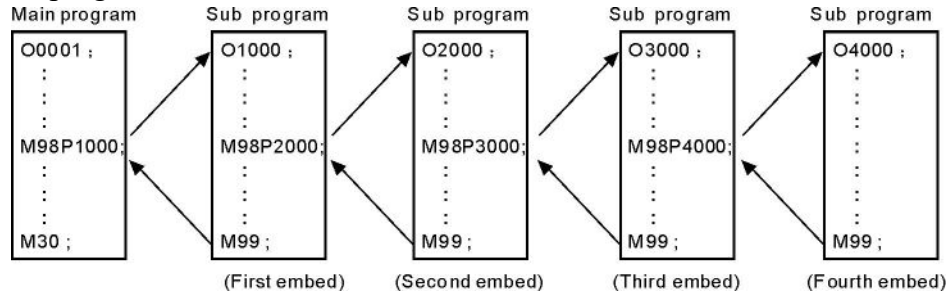 Main program Sub program Sub program Sub program Sub program
O0001 ; O1000 ; O2000 ; O3000 ; O4000 ;
M98P1000; M98P2000; M98P3000; M98P4000;
M30 ; M99 ; M99 ; M99 ; M99 ;
(First embed) (Second embed) (Third embed) (Fourth embed)